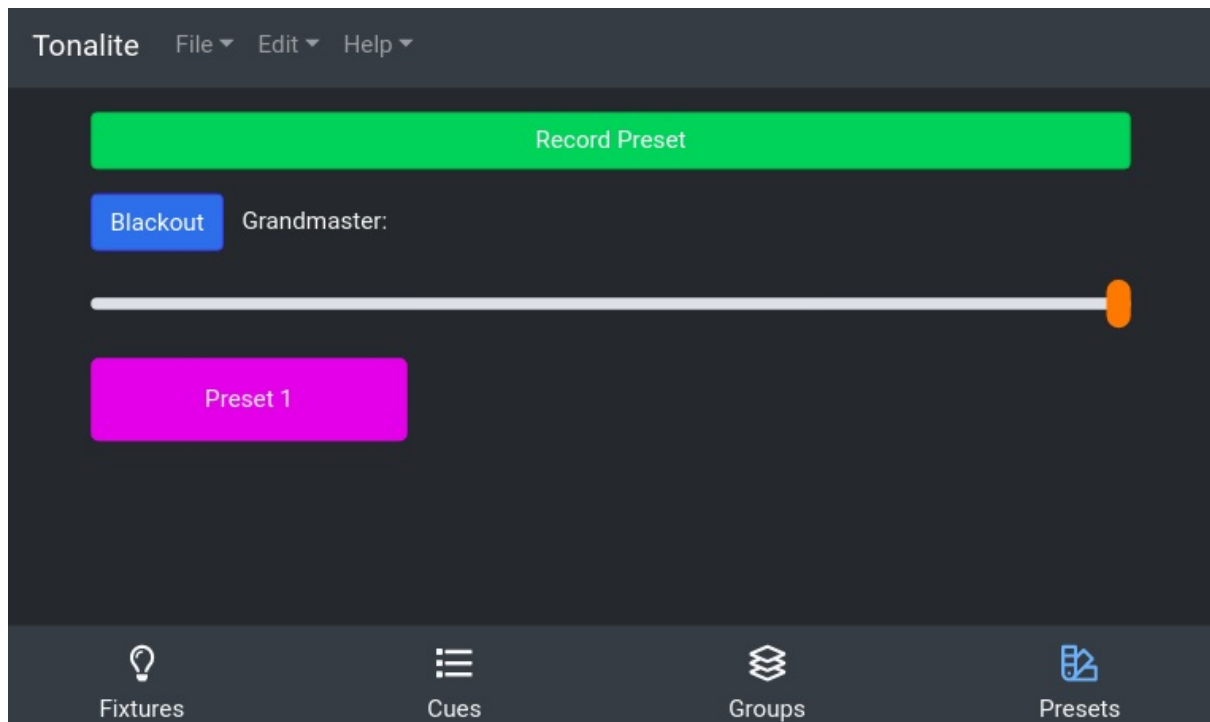 Tonalite File Edit Help
Record Preset
Blackout Grandmaster:
Preset 1
Fixtures Cues Groups Presets